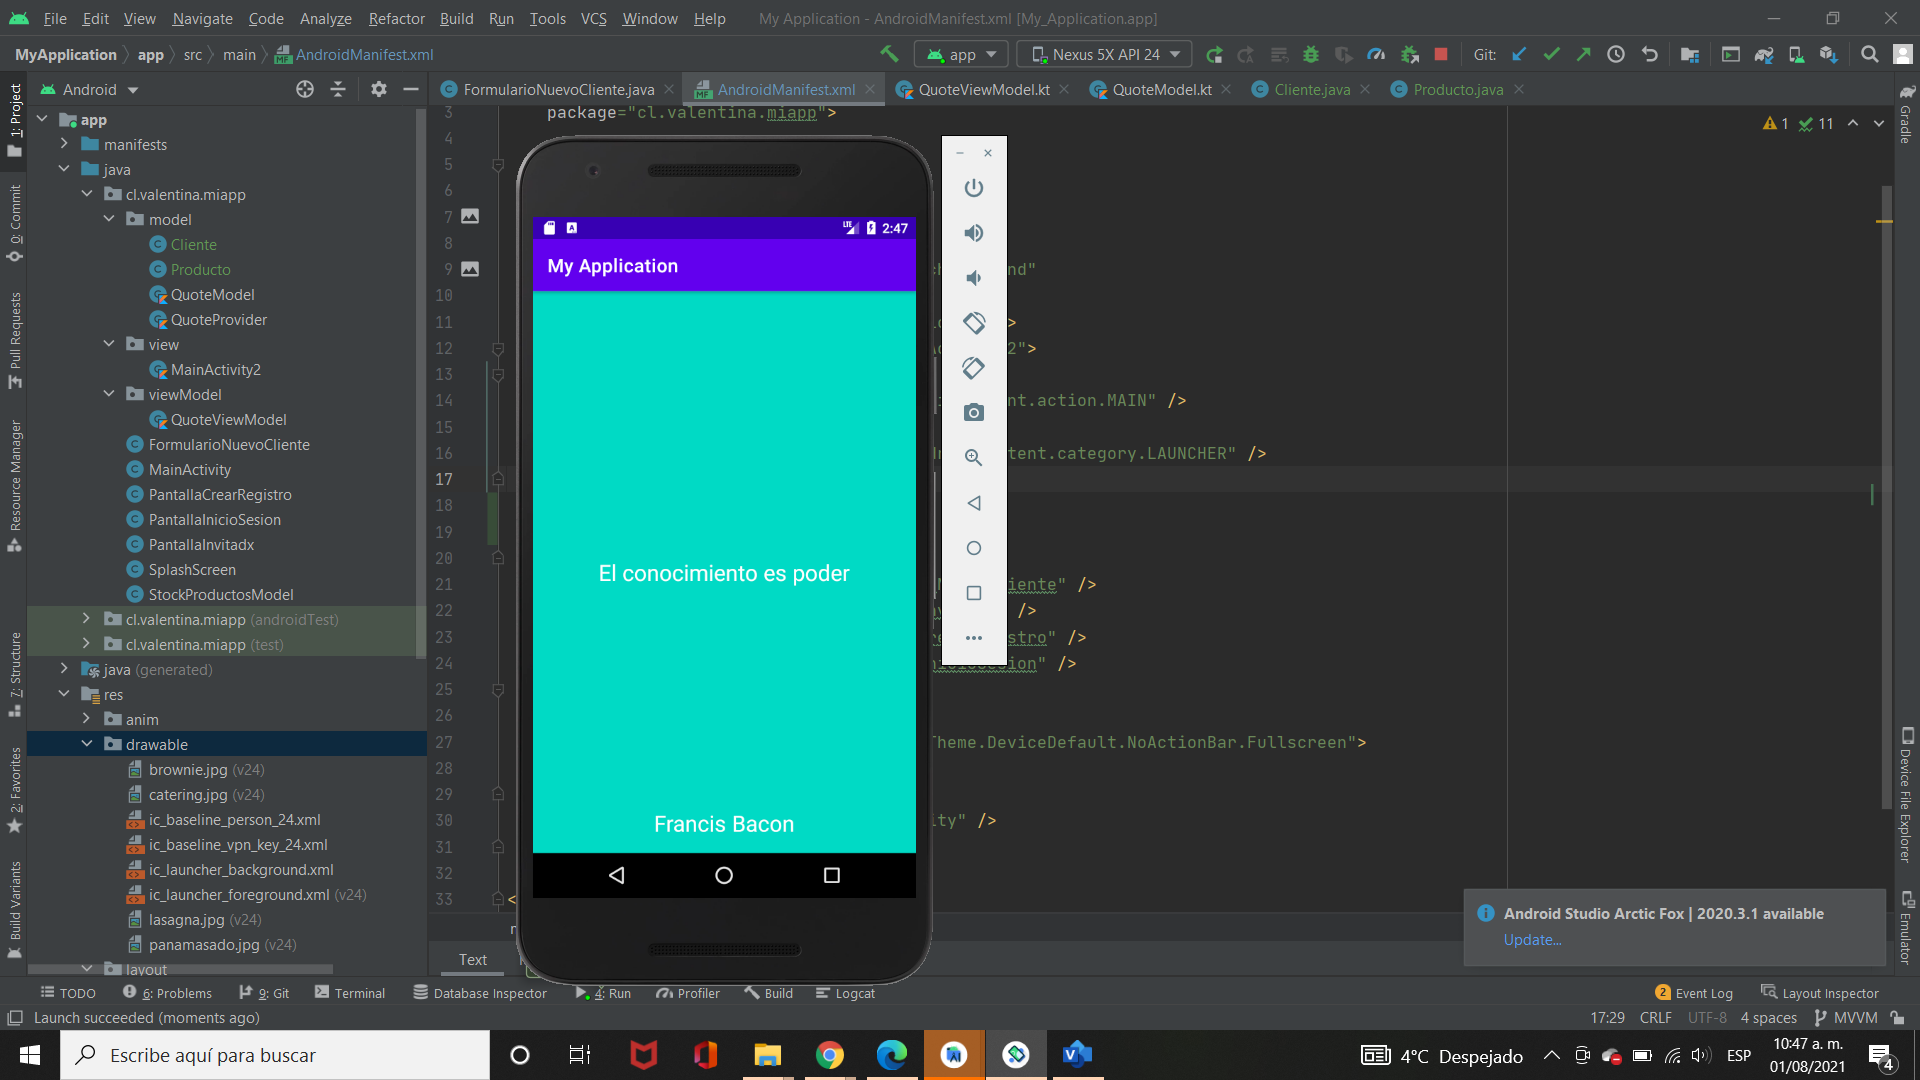 File Edit View Navigate Code Analyze Refactor Build Run Tools VCS Window Help My Application - AndroidManifest.xml [My_Application.app]
MyApplication app src main AndroidManifest.xml app Nexus 5X API 24 Git:
Android FormularioNuevoCliente.java AndroidManifest.xml QuoteViewModel.kt QuoteModel.kt Cliente.java Producto.java
1: Project
0: Commit
Pull Requests
Resource Manager
7: Structure
2: Favorites
Build Variants
app
manifests
java
cl.valentina.miapp
model
Cliente
Producto
QuoteModel
QuoteProvider
view
MainActivity2
viewModel
QuoteViewModel
FormularioNuevoCliente
MainActivity
PantallaCrearRegistro
PantallaInicioSesion
PantallaInvitadx
SplashScreen
StockProductosModel
cl.valentina.miapp (androidTest)
cl.valentina.miapp (test)
java (generated)
res
anim
drawable
brownie.jpg (v24)
catering.jpg (v24)
ic_baseline_person_24.xml
ic_baseline_vpn_key_24.xml
ic_launcher_background.xml
ic_launcher_foreground.xml (v24)
lasagna.jpg (v24)
panamasado.jpg (v24)
layout
3 package="cl.valentina.miapp">
4
5
6
7
8
9 nd"
10
11 >
12 2">
13
14 nt.action.MAIN" />
15
16 tent.category.LAUNCHER" />
17
18
19
20
21 iente" />
22 />
23 stro" />
24 sion" />
25
26
27 Theme.DeviceDefault.NoActionBar.Fullscreen">
28
29
30 ity" />
31
32
33 <
1 11
LTE 2:47
My Application
El conocimiento es poder
Francis Bacon
Text
Gradle
Device File Explorer
Emulator
Android Studio Arctic Fox | 2020.3.1 available
Update...
TODO 6: Problems 9: Git Terminal Database Inspector 4: Run Profiler Build Logcat 2 Event Log Layout Inspector
Launch succeeded (moments ago) 17:29 CRLF UTF-8 4 spaces MVVM
Escribe aquí para buscar 4°C Despejado ESP 10:47 a. m.
01/08/2021 4